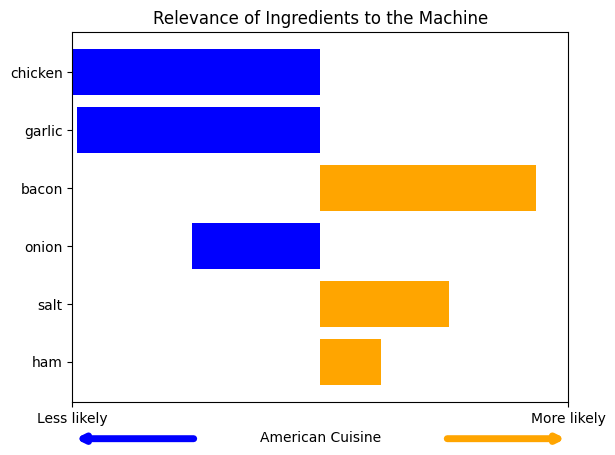 Relevance of Ingredients to the Machine
chicken
garlic
bacon
onion
salt
ham
Less likely
More likely
American Cuisine